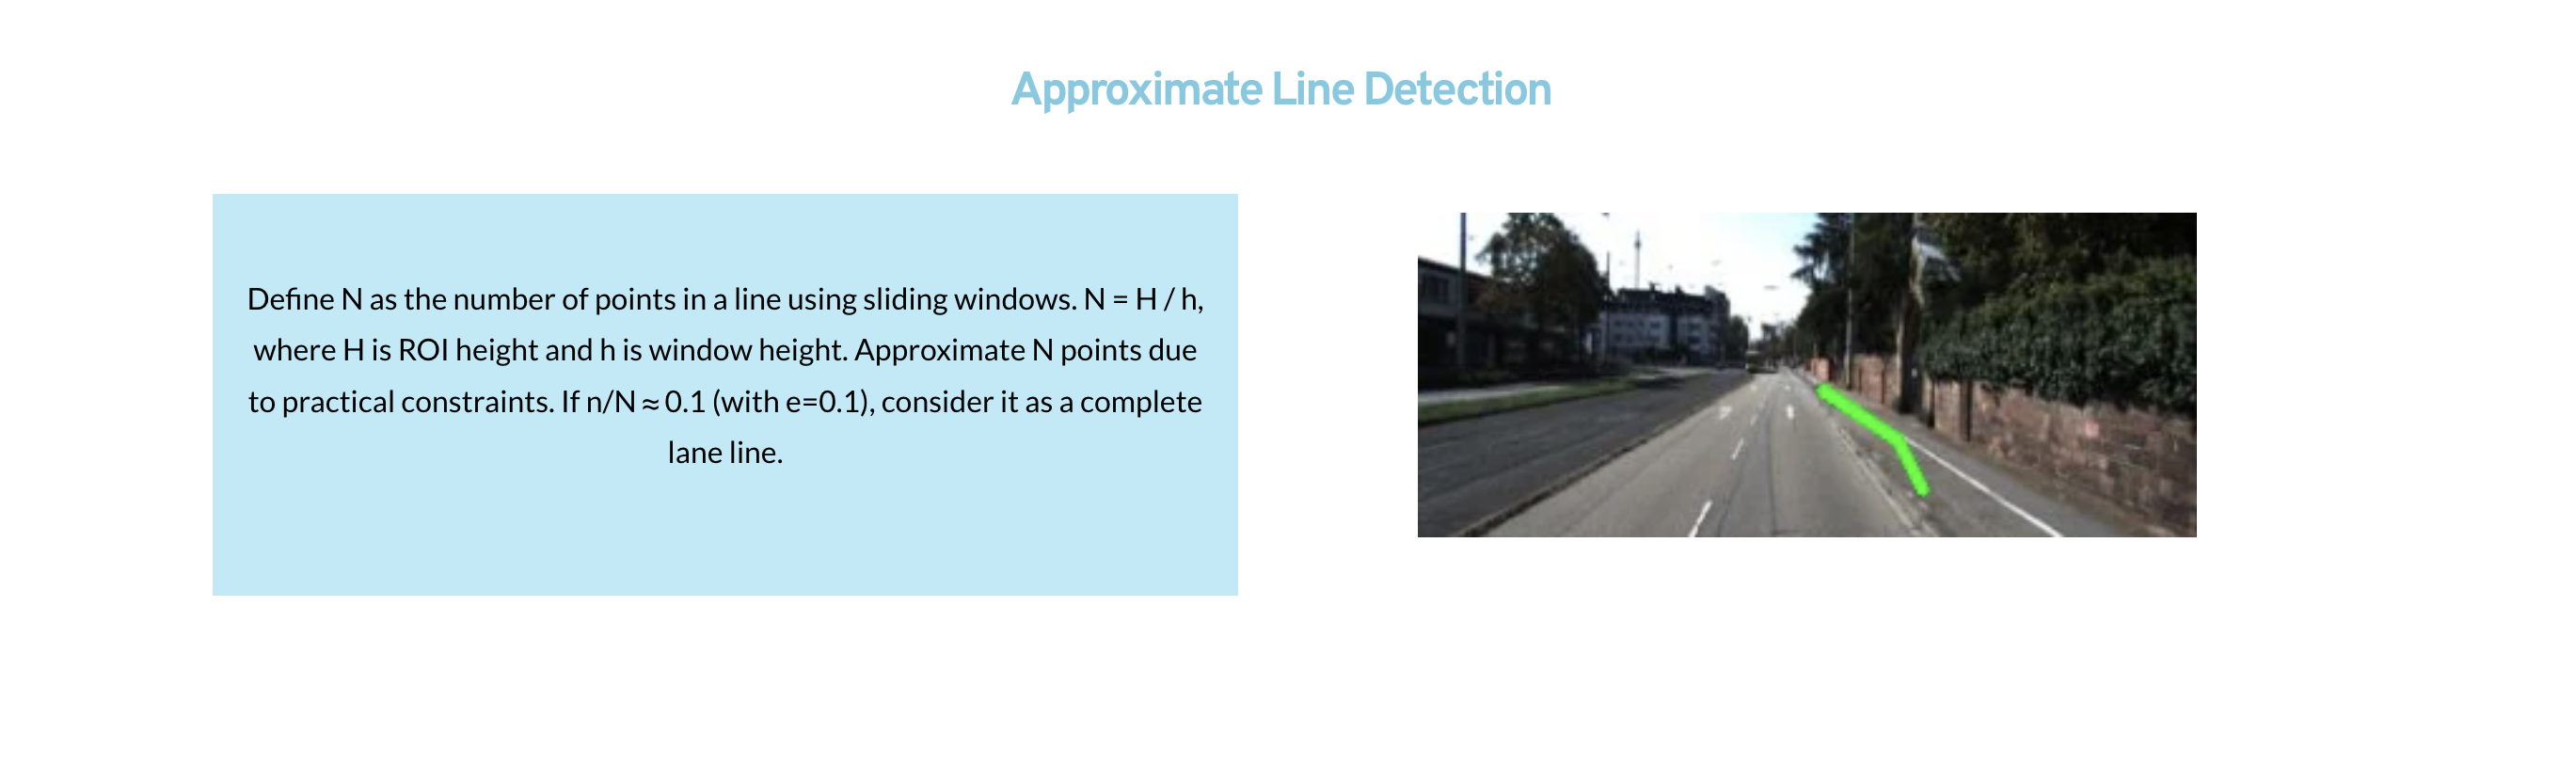 Approximate Line Detection
Define N as the number of points in a line using sliding windows. N = H / h,
where H is ROI height and h is window height. Approximate N points due
to practical constraints. If n/N ≈ 0.1 (with e=0.1), consider it as a complete
lane line.